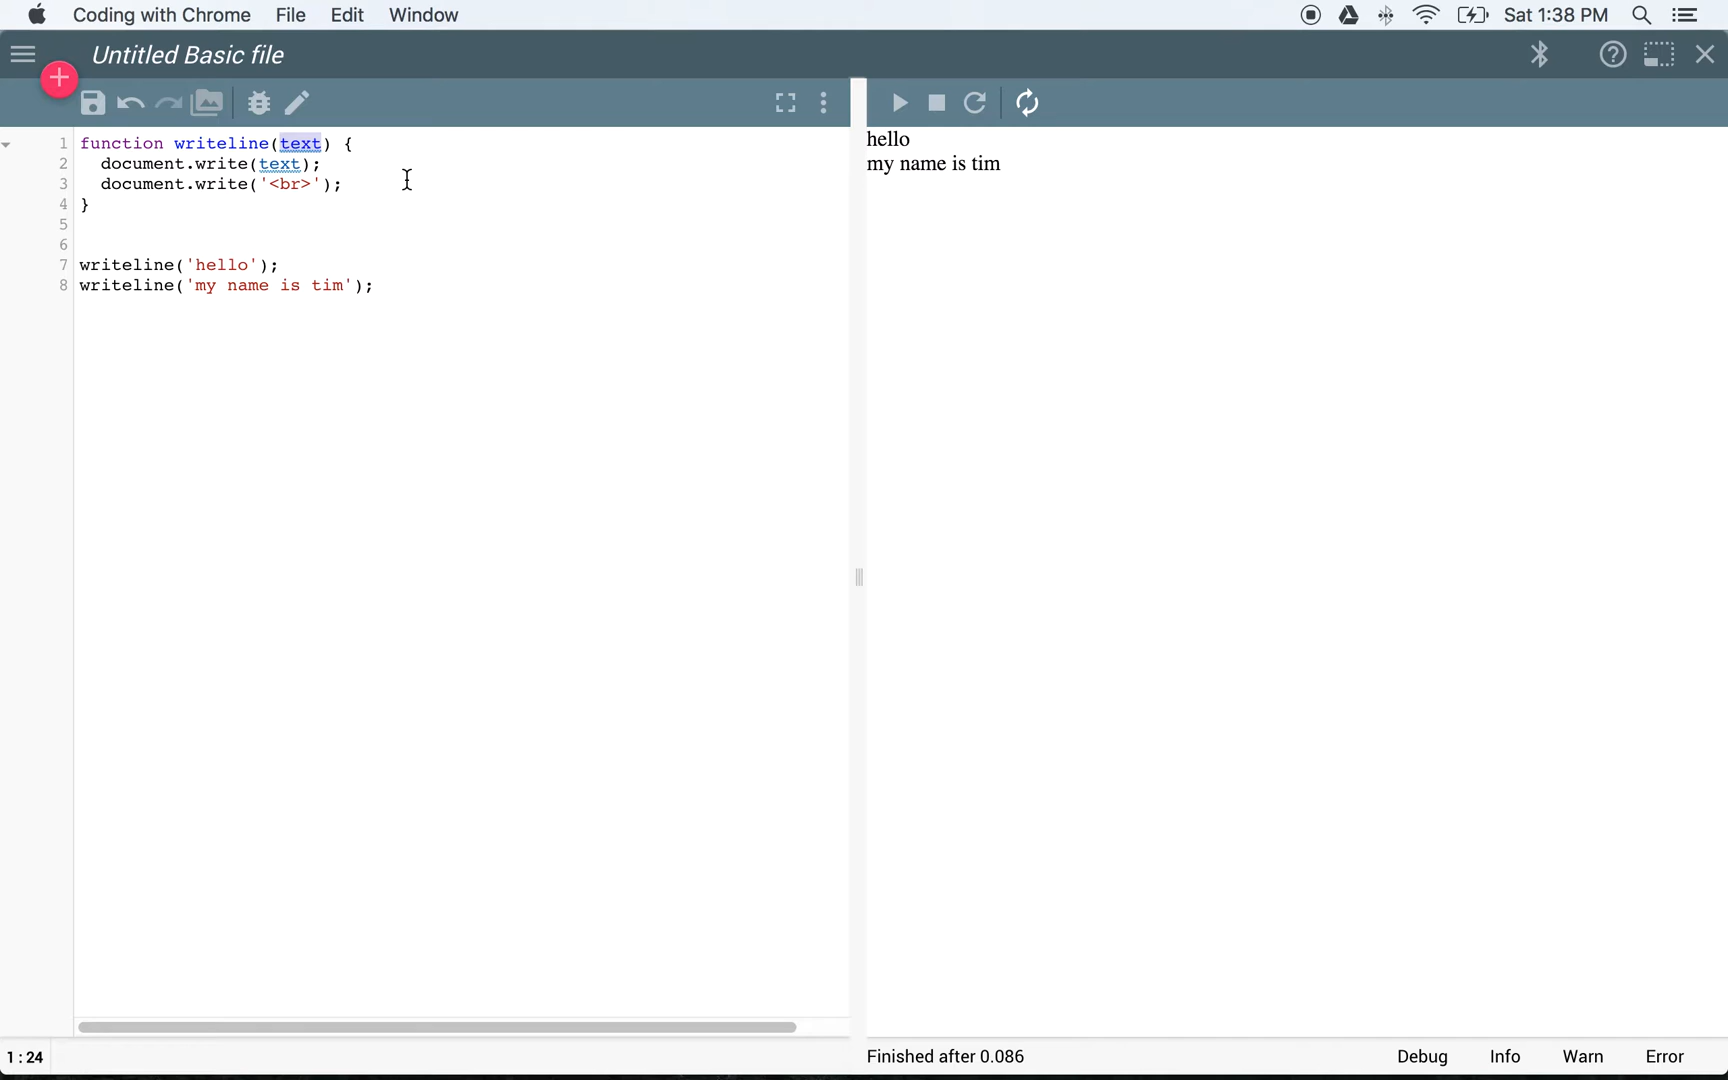 Coding with Chrome File Edit Window Sat 1:38 PM
Untitled Basic file
1 function writeline(text) {
2 document.write(text);
3 document.write('<br>');
4 }
5
6
7 writeline('hello');
8 writeline('my name is tim');
hello
my name is tim
1 : 24
Finished after 0.086 Debug Info Warn Error